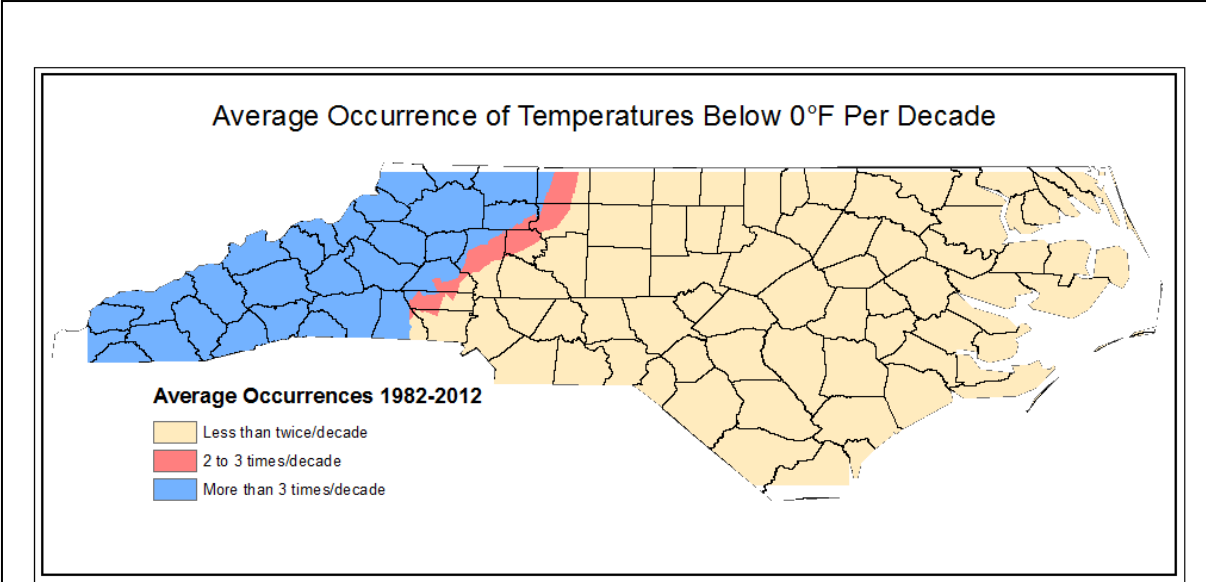 Average Occurrence of Temperatures Below 0°F Per Decade
Average Occurrences 1982-2012
Less than twice/decade
2 to 3 times/decade
More than 3 times/decade